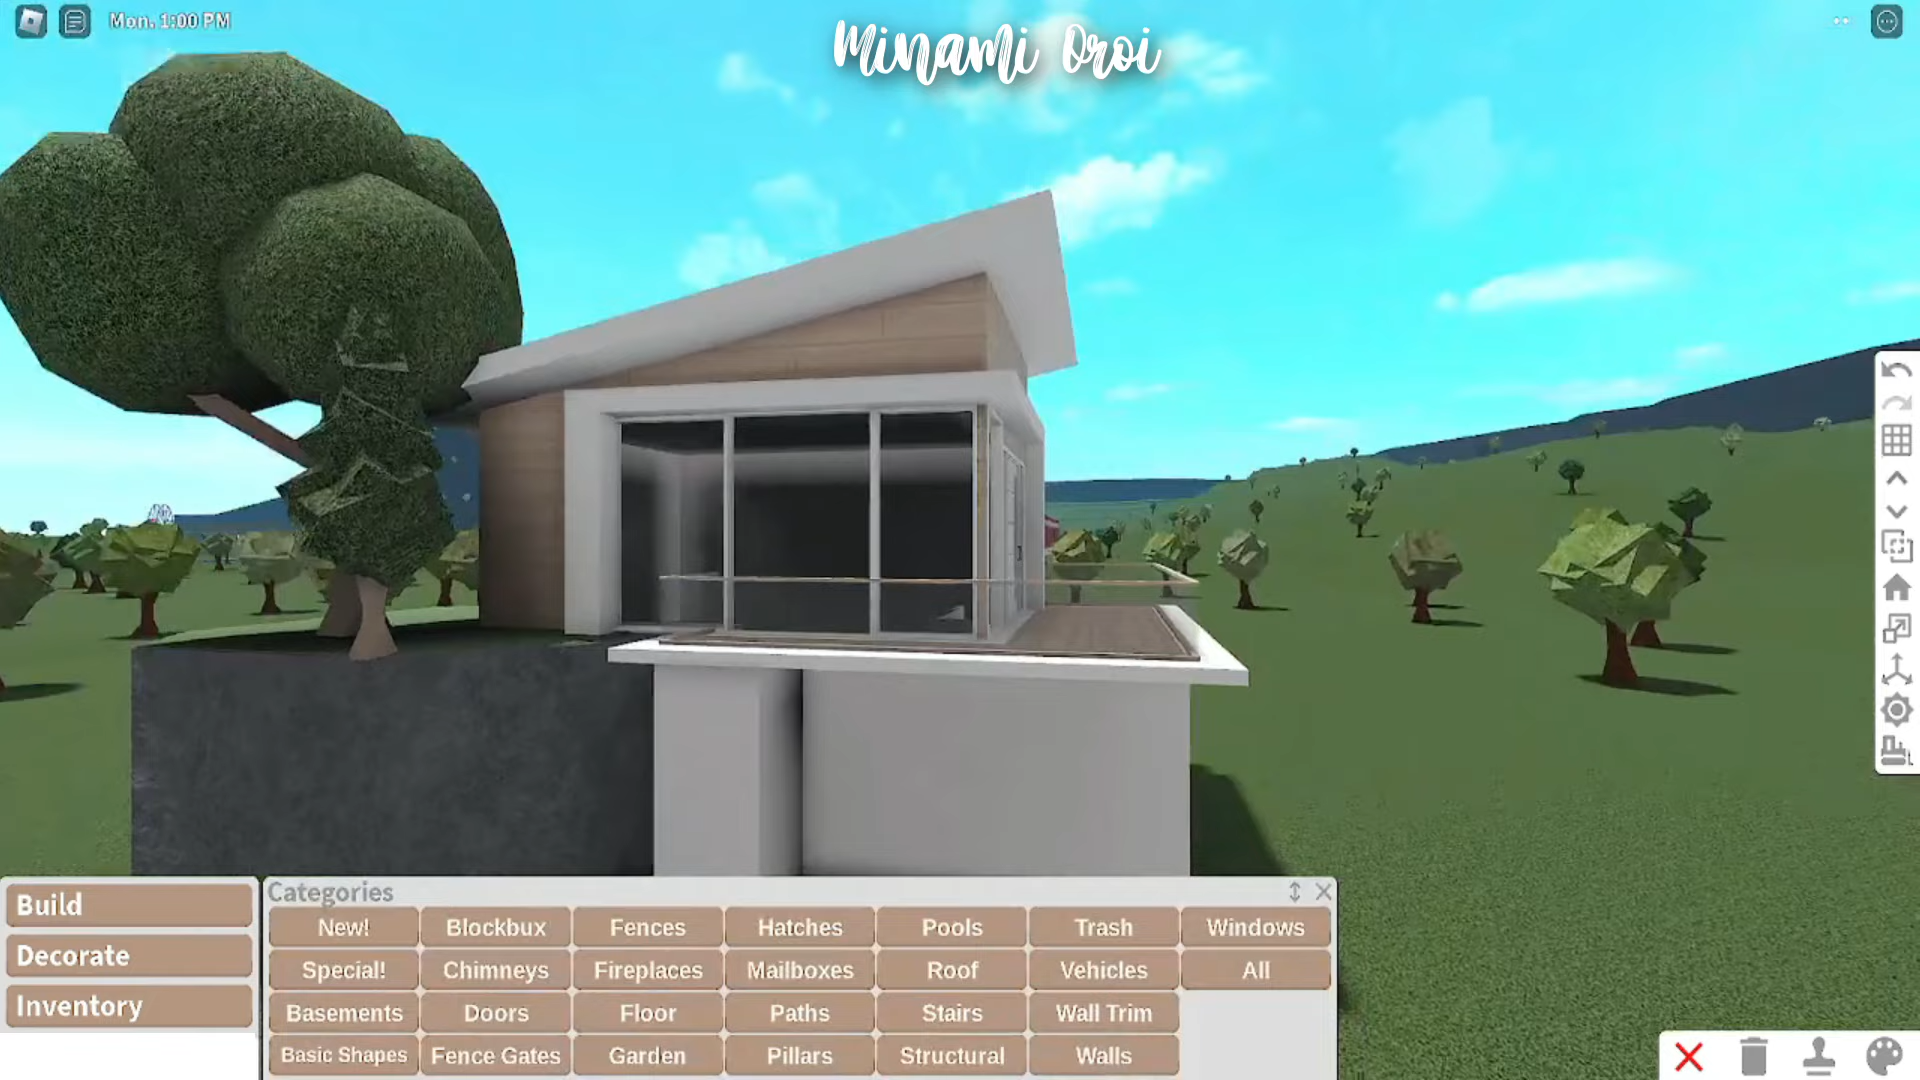 Mon. 1:00 PM
Minami Oroi
Build
Decorate
Inventory
Categories
New! Blockbux Fences Hatches Pools Trash Windows
Special! Chimneys Fireplaces Mailboxes Roof Vehicles All
Basements Doors Floor Paths Stairs Wall Trim
Basic Shapes Fence Gates Garden Pillars Structural Walls